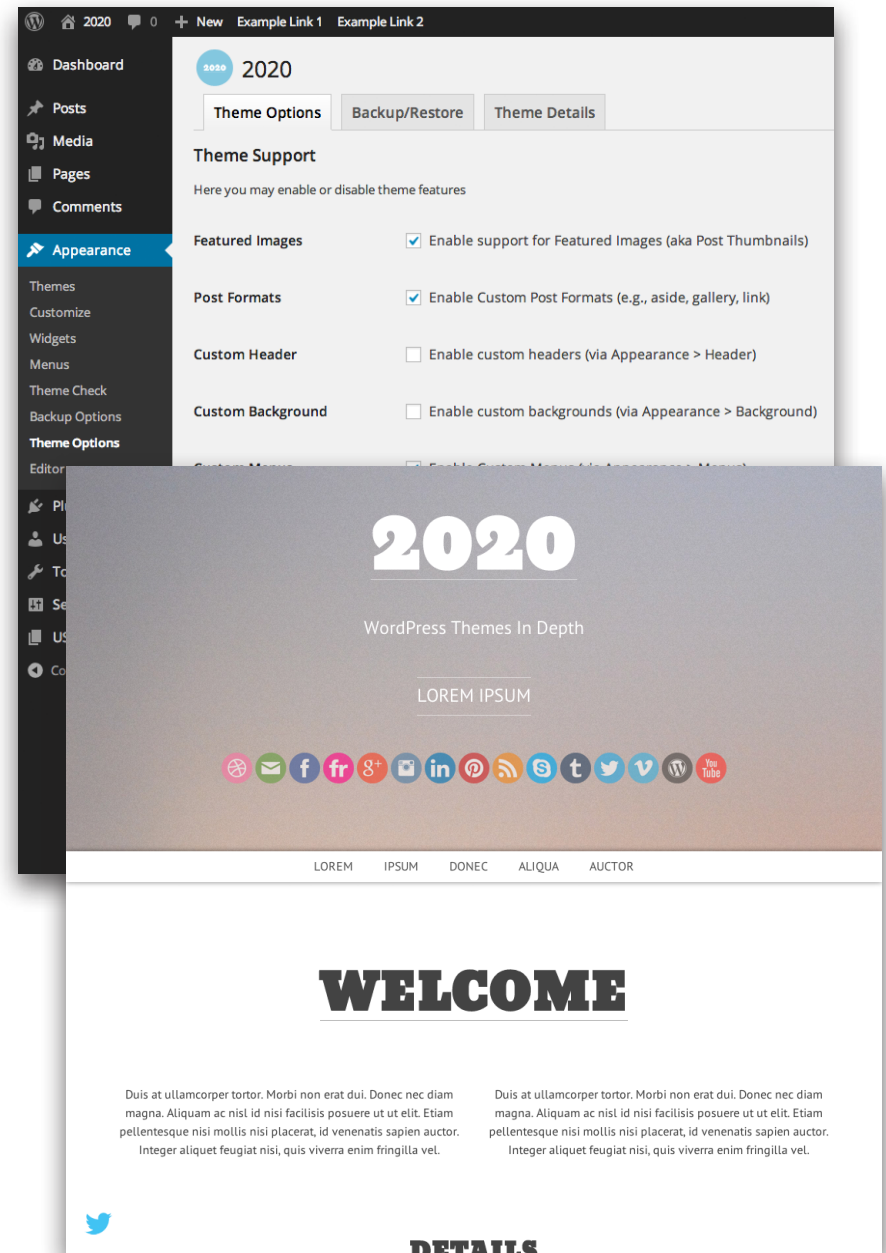 2020 0 New Example Link 1 Example Link 2
Dashboard
Posts
Media
Pages
Comments
Appearance
Themes
Customize
Widgets
Menus
Theme Check
Backup Options
Theme Options
Editor
2020 2020
Theme Options Backup/Restore Theme Details
Theme Support
Here you may enable or disable theme features
Featured Images Enable support for Featured Images (aka Post Thumbnails)
Post Formats Enable Custom Post Formats (e.g., aside, gallery, link)
Custom Header Enable custom headers (via Appearance > Header)
Custom Background Enable custom backgrounds (via Appearance > Background)
2020
WordPress Themes In Depth
LOREM IPSUM
f fr g+ in S t v W You Tube
LOREM IPSUM DONEC ALIQUA AUCTOR
WELCOME
Duis at ullamcorper tortor. Morbi non erat dui. Donec nec diam
magna. Aliquam ac nisl id nisi facilisis posuere ut ut elit. Etiam
pellentesque nisi mollis nisi placerat, id venenatis sapien auctor.
Integer aliquet feugiat nisi, quis viverra enim fringilla vel.
Duis at ullamcorper tortor. Morbi non erat dui. Donec nec diam
magna. Aliquam ac nisl id nisi facilisis posuere ut ut elit. Etiam
pellentesque nisi mollis nisi placerat, id venenatis sapien auctor.
Integer aliquet feugiat nisi, quis viverra enim fringilla vel.
DETAILS